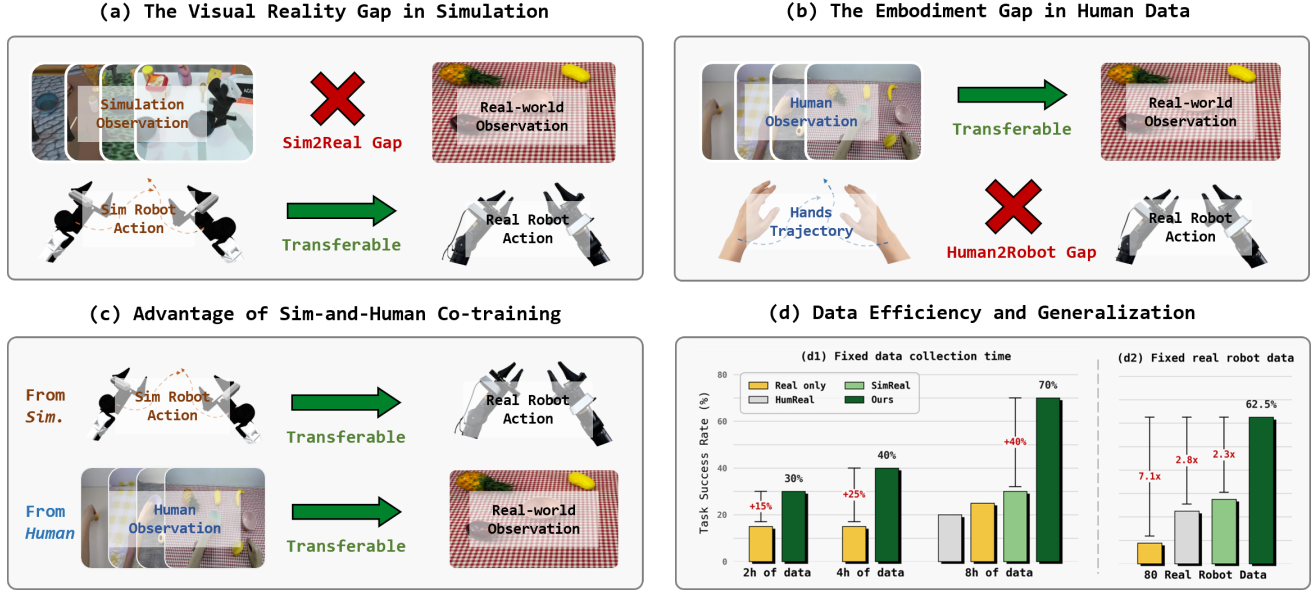 (a) The Visual Reality Gap in Simulation
Simulation
Observation
Sim2Real Gap
Real-world
Observation
Sim Robot
Action
Transferable
Real Robot
Action
(b) The Embodiment Gap in Human Data
Human
Observation
Transferable
Real-world
Observation
Hands
Trajectory
Human2Robot Gap
Real Robot
Action
(c) Advantage of Sim-and-Human Co-training
From
Sim.
Sim Robot
Action
Transferable
Real Robot
Action
From
Human
Human
Observation
Transferable
Real-world
Observation
(d) Data Efficiency and Generalization
(d1) Fixed data collection time
Task Success Rate (%)
80
60
40
20
0
Real only
HumReal
SimReal
Ours
+15%
30%
+25%
40%
+40%
70%
2h of data
4h of data
8h of data
(d2) Fixed real robot data
7.1x
2.8x
2.3x
62.5%
80 Real Robot Data